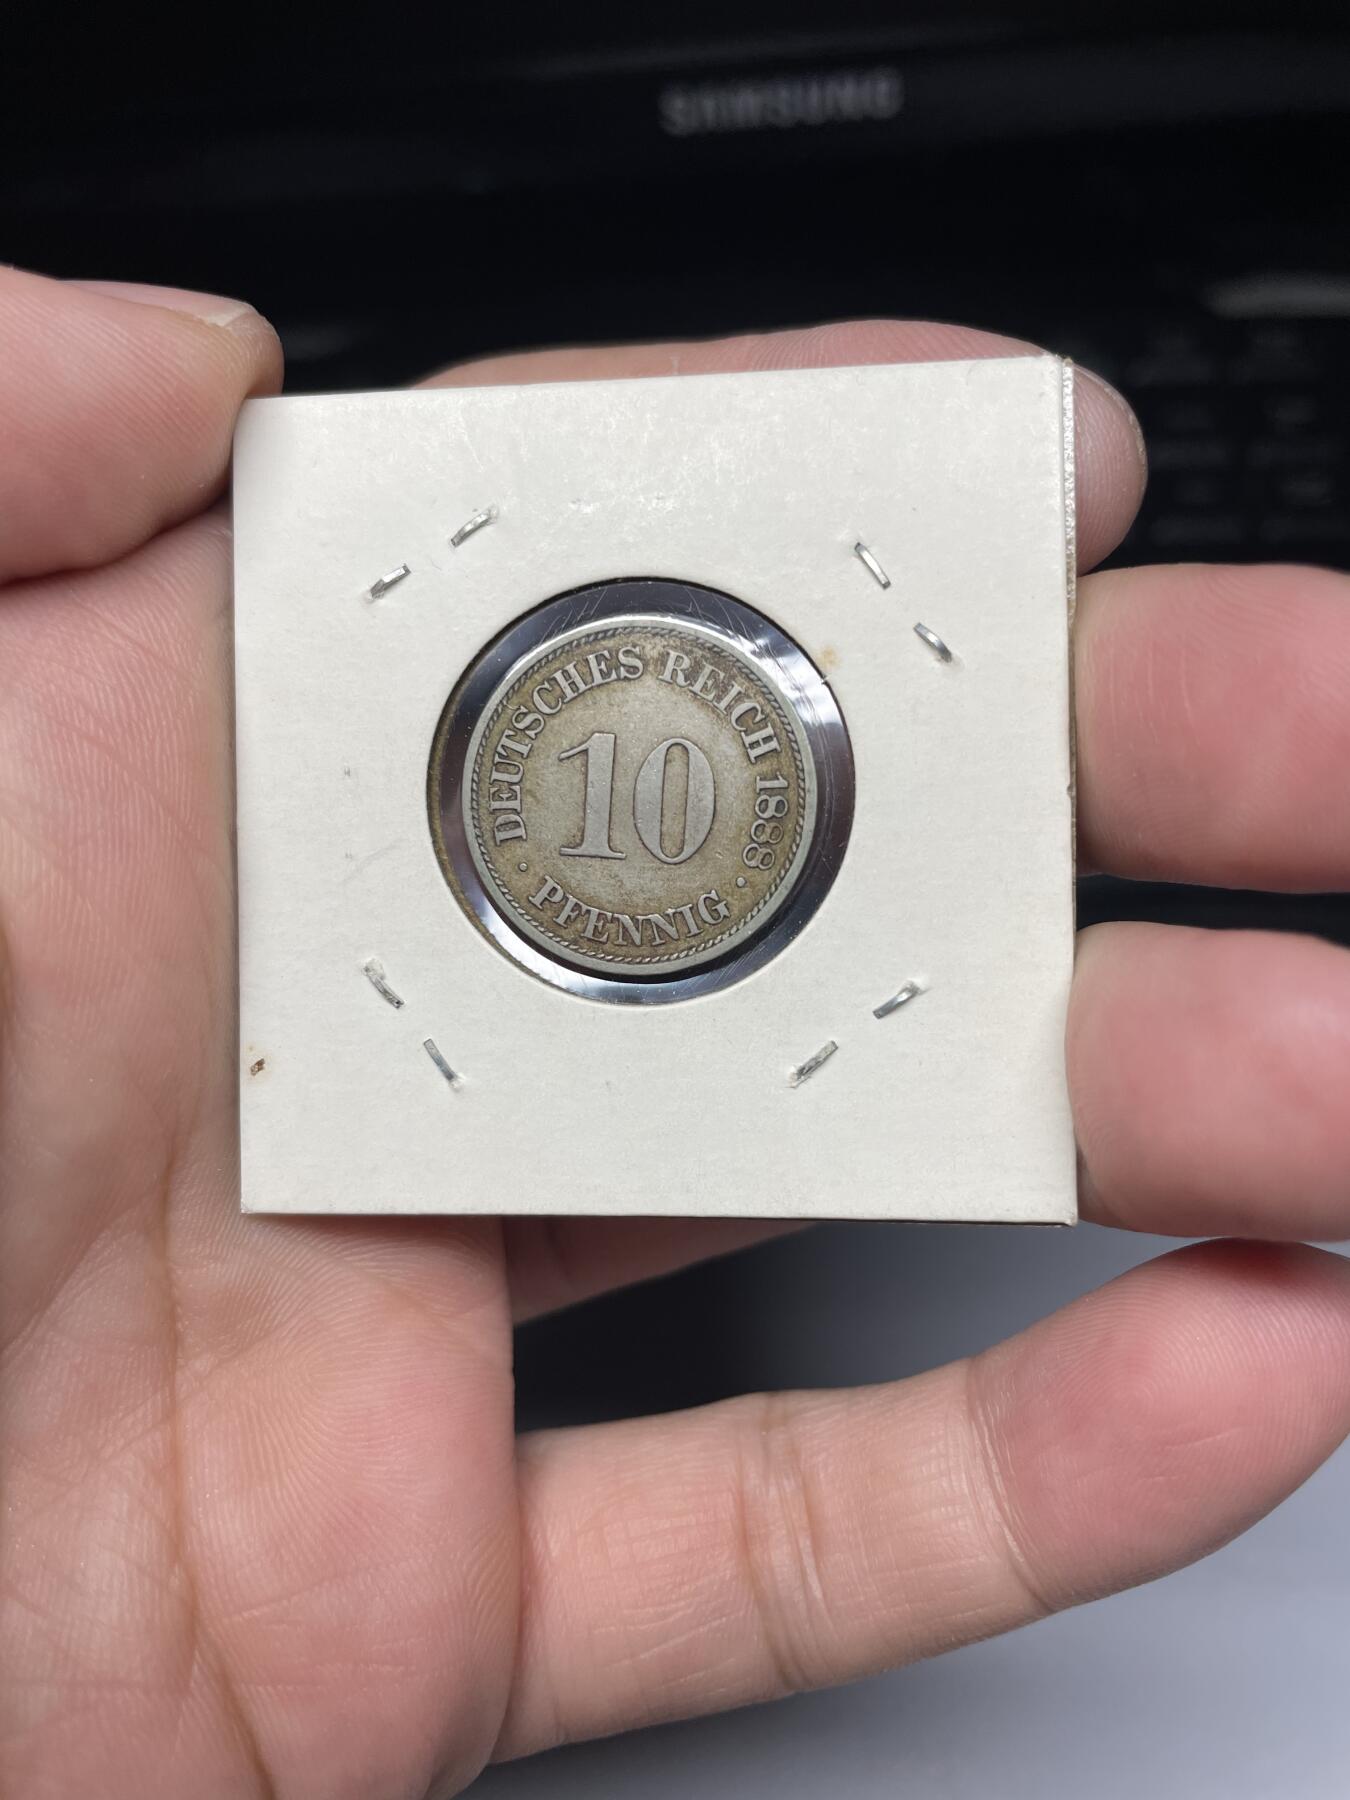 SAMSUNG
DEUTSCHES REICH 1888
10
· PFENNIG ·